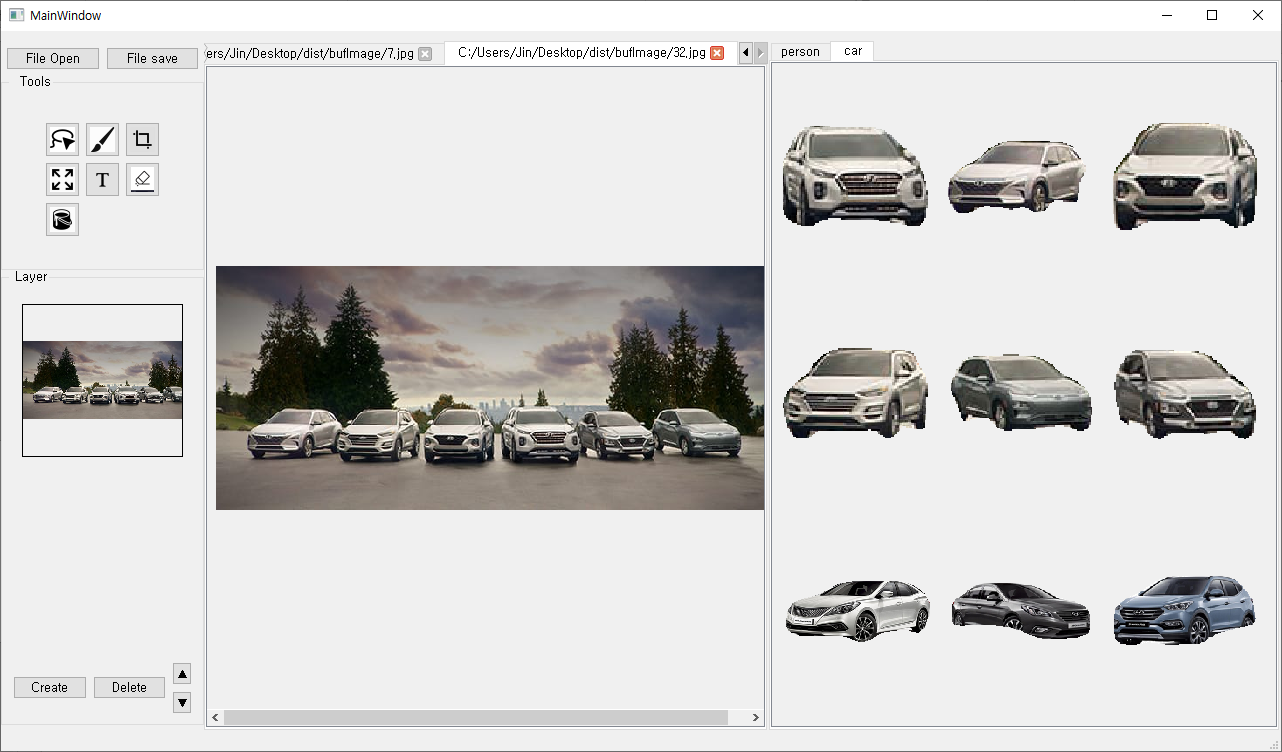 MainWindow
File Open
File save
ers/Jin/Desktop/dist/bufImage/7.jpg
C:/Users/Jin/Desktop/dist/bufImage/32.jpg
person
car
Tools
T
Layer
Create
Delete